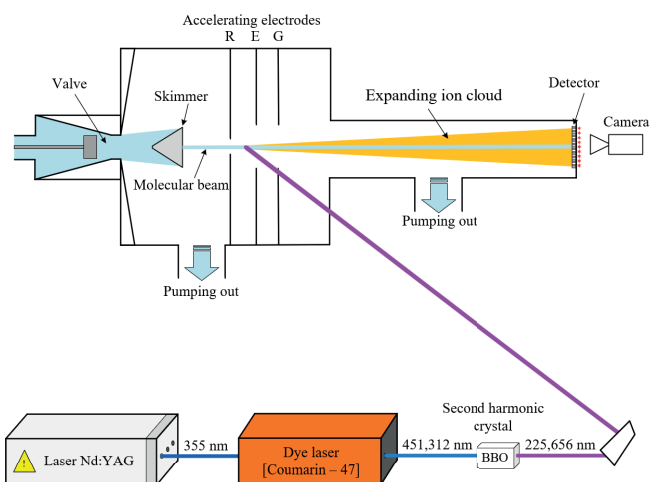 Accelerating electrodes
R E G
Valve
Skimmer
Expanding ion cloud
Detector
Camera
Molecular beam
Pumping out
Pumping out
Second harmonic
crystal
Laser Nd:YAG
355 nm
Dye laser
[Coumarin – 47]
451,312 nm
BBO
225,656 nm